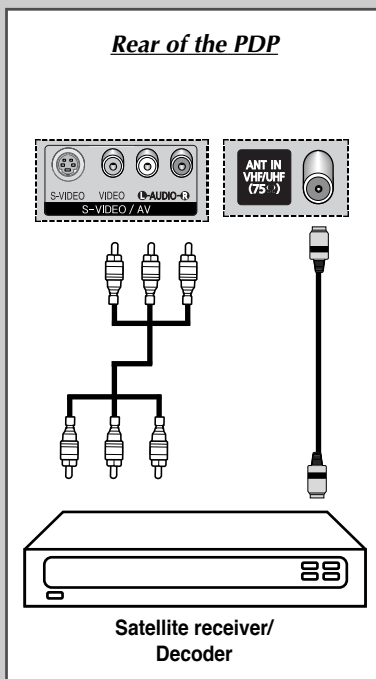 Rear of the PDP
S-VIDEO VIDEO L-AUDIO-R
S-VIDEO / AV
ANT IN
VHF/UHF
(75Ω)
Satellite receiver/
Decoder